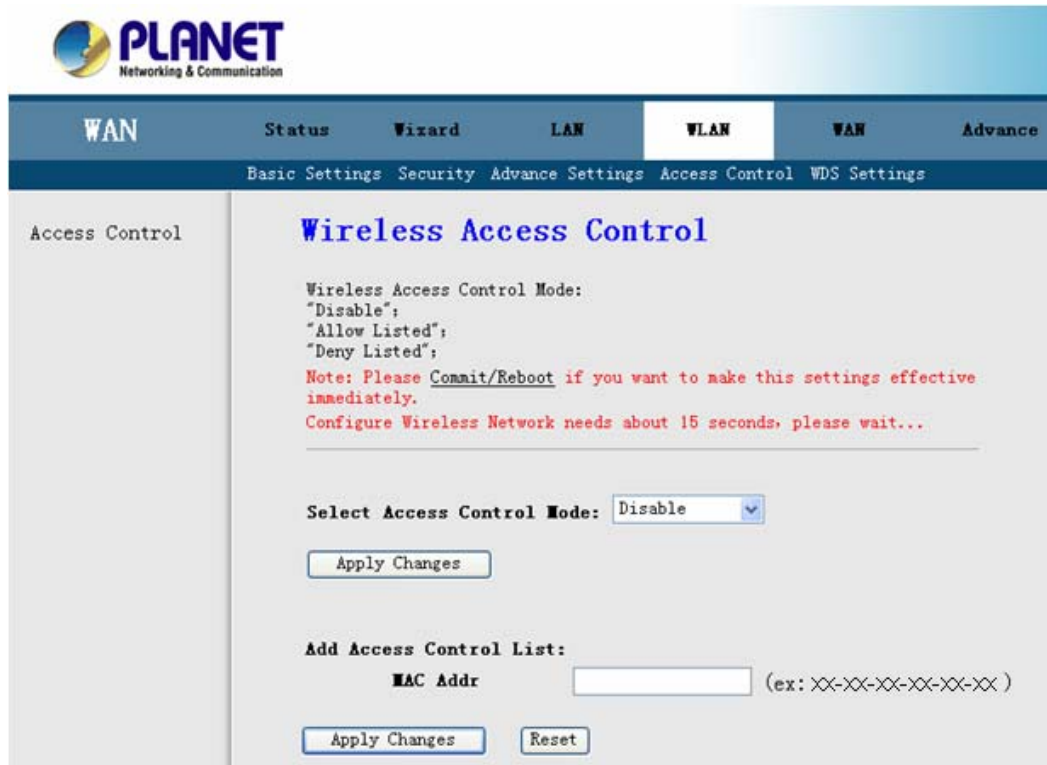 PLANET
Networking & Communication
WAN Status Wizard LAN WLAN WAN Advance
Basic Settings Security Advance Settings Access Control WDS Settings
Access Control
Wireless Access Control
Wireless Access Control Mode:
"Disable";
"Allow Listed";
"Deny Listed";
Note: Please Commit/Reboot if you want to make this settings effective
immediately.
Configure Wireless Network needs about 15 seconds, please wait...
Select Access Control Mode: Disable
Apply Changes
Add Access Control List:
MAC Addr (ex: XX-XX-XX-XX-XX-XX )
Apply Changes Reset